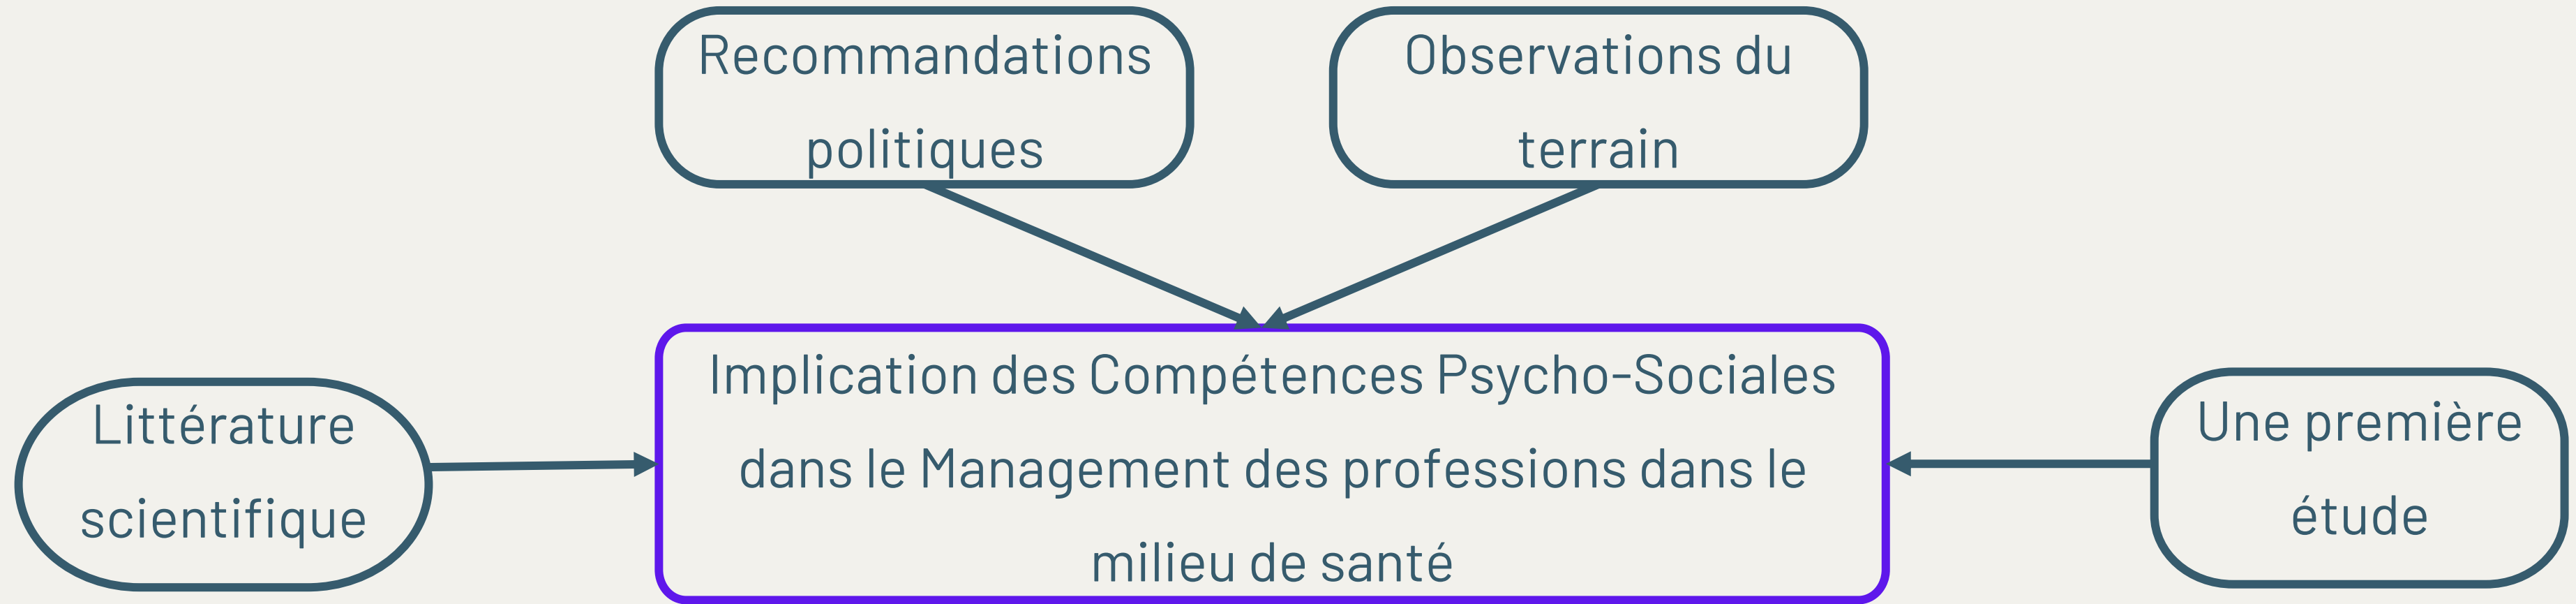 Recommandations
politiques
Observations du
terrain
Littérature
scientifique
Implication des Compétences Psycho-Sociales
dans le Management des professions dans le
milieu de santé
Une première
étude